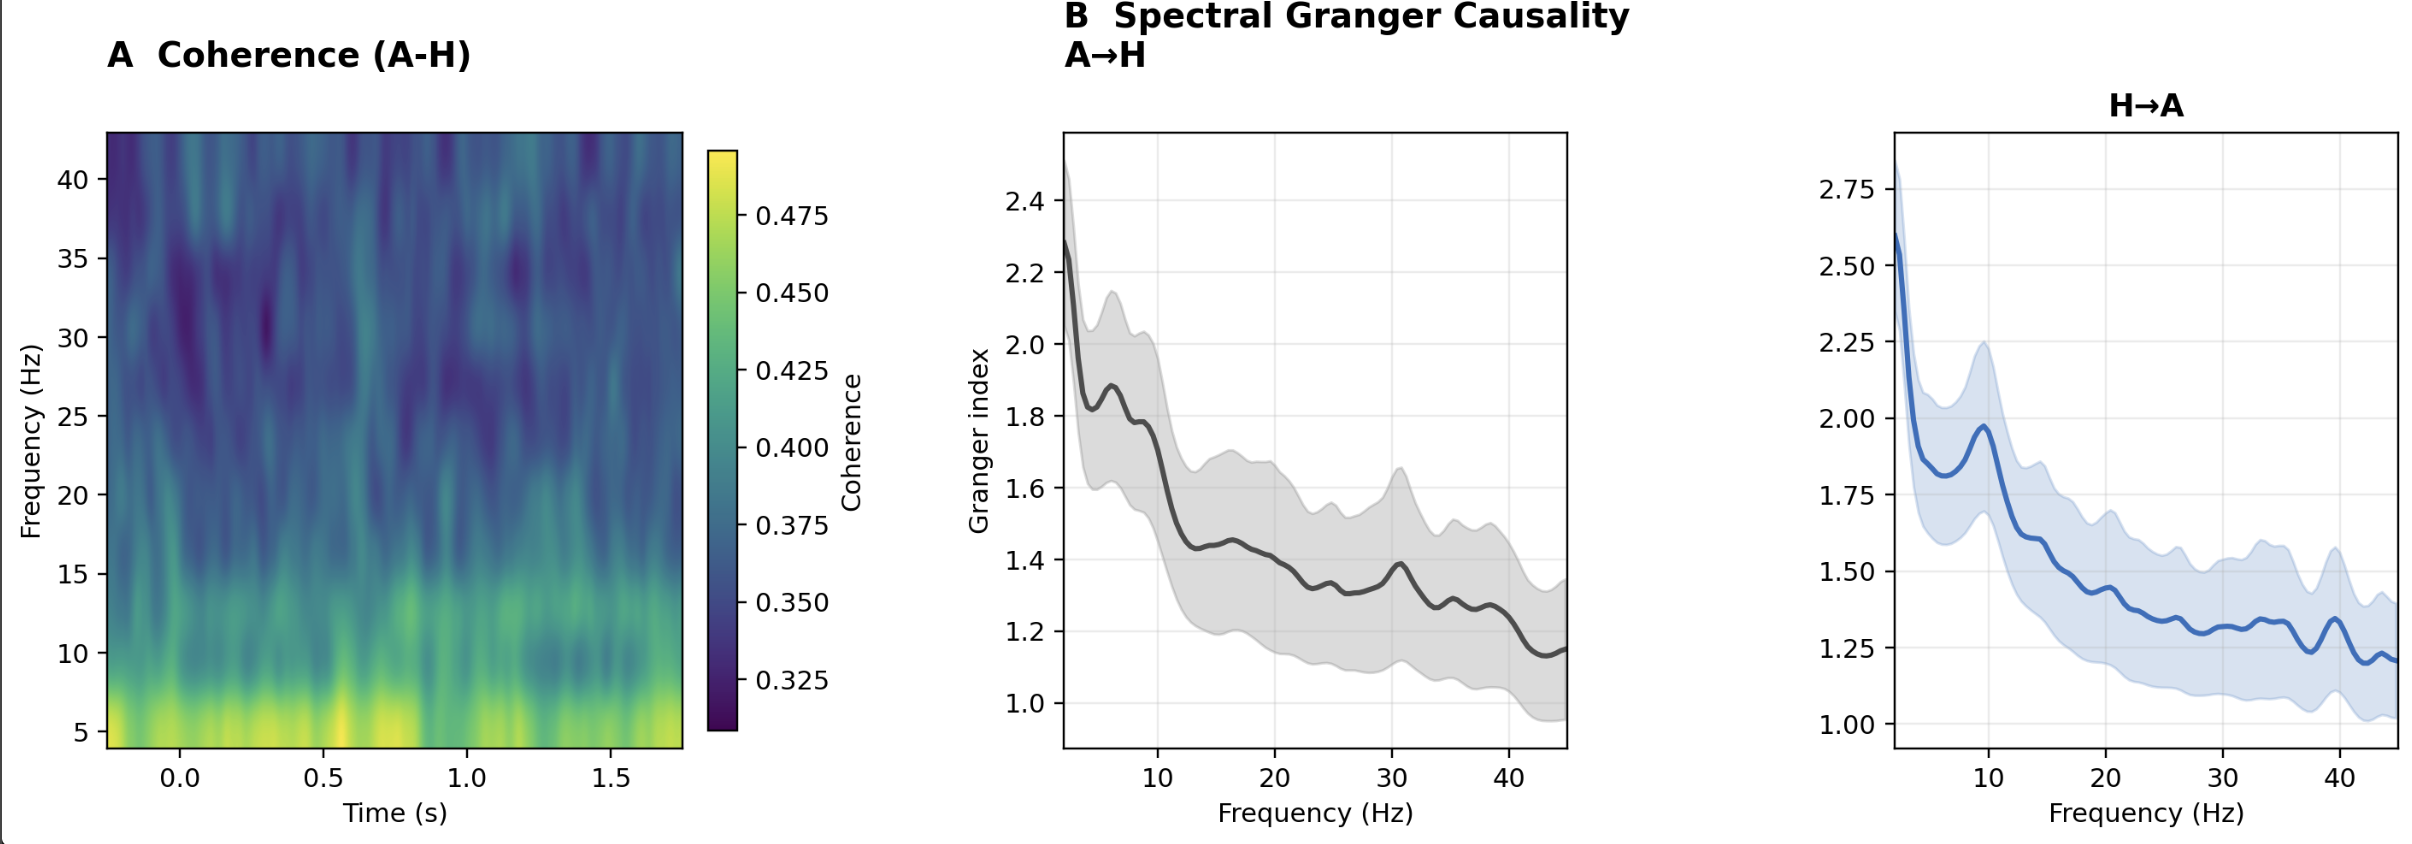 A  Coherence (A-H)
40
35
30
25
20
15
10
5
Frequency (Hz)
0.0 0.5 1.0 1.5
Time (s)
0.475
0.450
0.425
0.400
0.375
0.350
0.325
Coherence
B  Spectral Granger Causality
A→H
2.4
2.2
2.0
1.8
1.6
1.4
1.2
1.0
Granger index
10 20 30 40
Frequency (Hz)
H→A
2.75
2.50
2.25
2.00
1.75
1.50
1.25
1.00
10 20 30 40
Frequency (Hz)